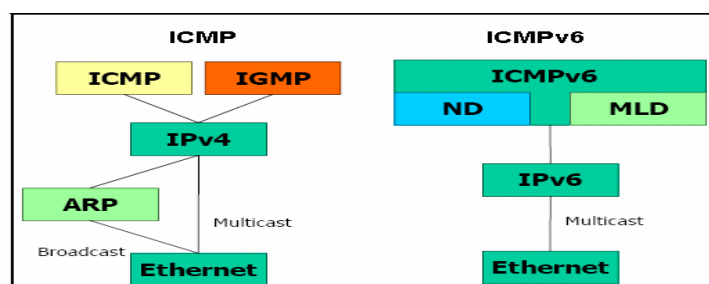 ICMP
ICMP
IGMP
IPv4
ARP
Multicast
Broadcast
Ethernet
ICMPv6
ICMPv6
ND
MLD
IPv6
Multicast
Ethernet